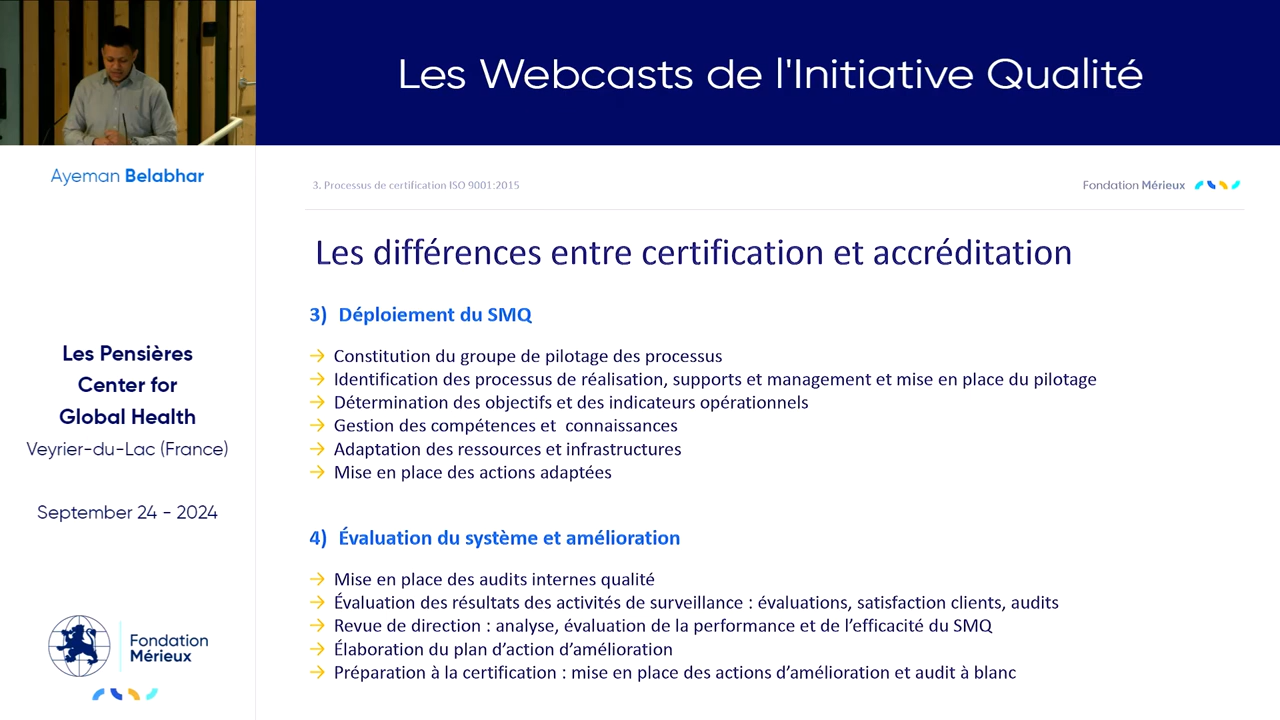 Les Webcasts de l'Initiative Qualité
Ayeman Belabhar
3. Processus de certification ISO 9001:2015
Fondation Mérieux
Les différences entre certification et accréditation
3) Déploiement du SMQ
→ Constitution du groupe de pilotage des processus
→ Identification des processus de réalisation, supports et management et mise en place du pilotage
→ Détermination des objectifs et des indicateurs opérationnels
→ Gestion des compétences et connaissances
→ Adaptation des ressources et infrastructures
→ Mise en place des actions adaptées
4) Évaluation du système et amélioration
→ Mise en place des audits internes qualité
→ Évaluation des résultats des activités de surveillance : évaluations, satisfaction clients, audits
→ Revue de direction : analyse, évaluation de la performance et de l’efficacité du SMQ
→ Élaboration du plan d’action d’amélioration
→ Préparation à la certification : mise en place des actions d’amélioration et audit à blanc
Les Pensières
Center for
Global Health
Veyrier-du-Lac (France)
September 24 - 2024
Fondation
Mérieux